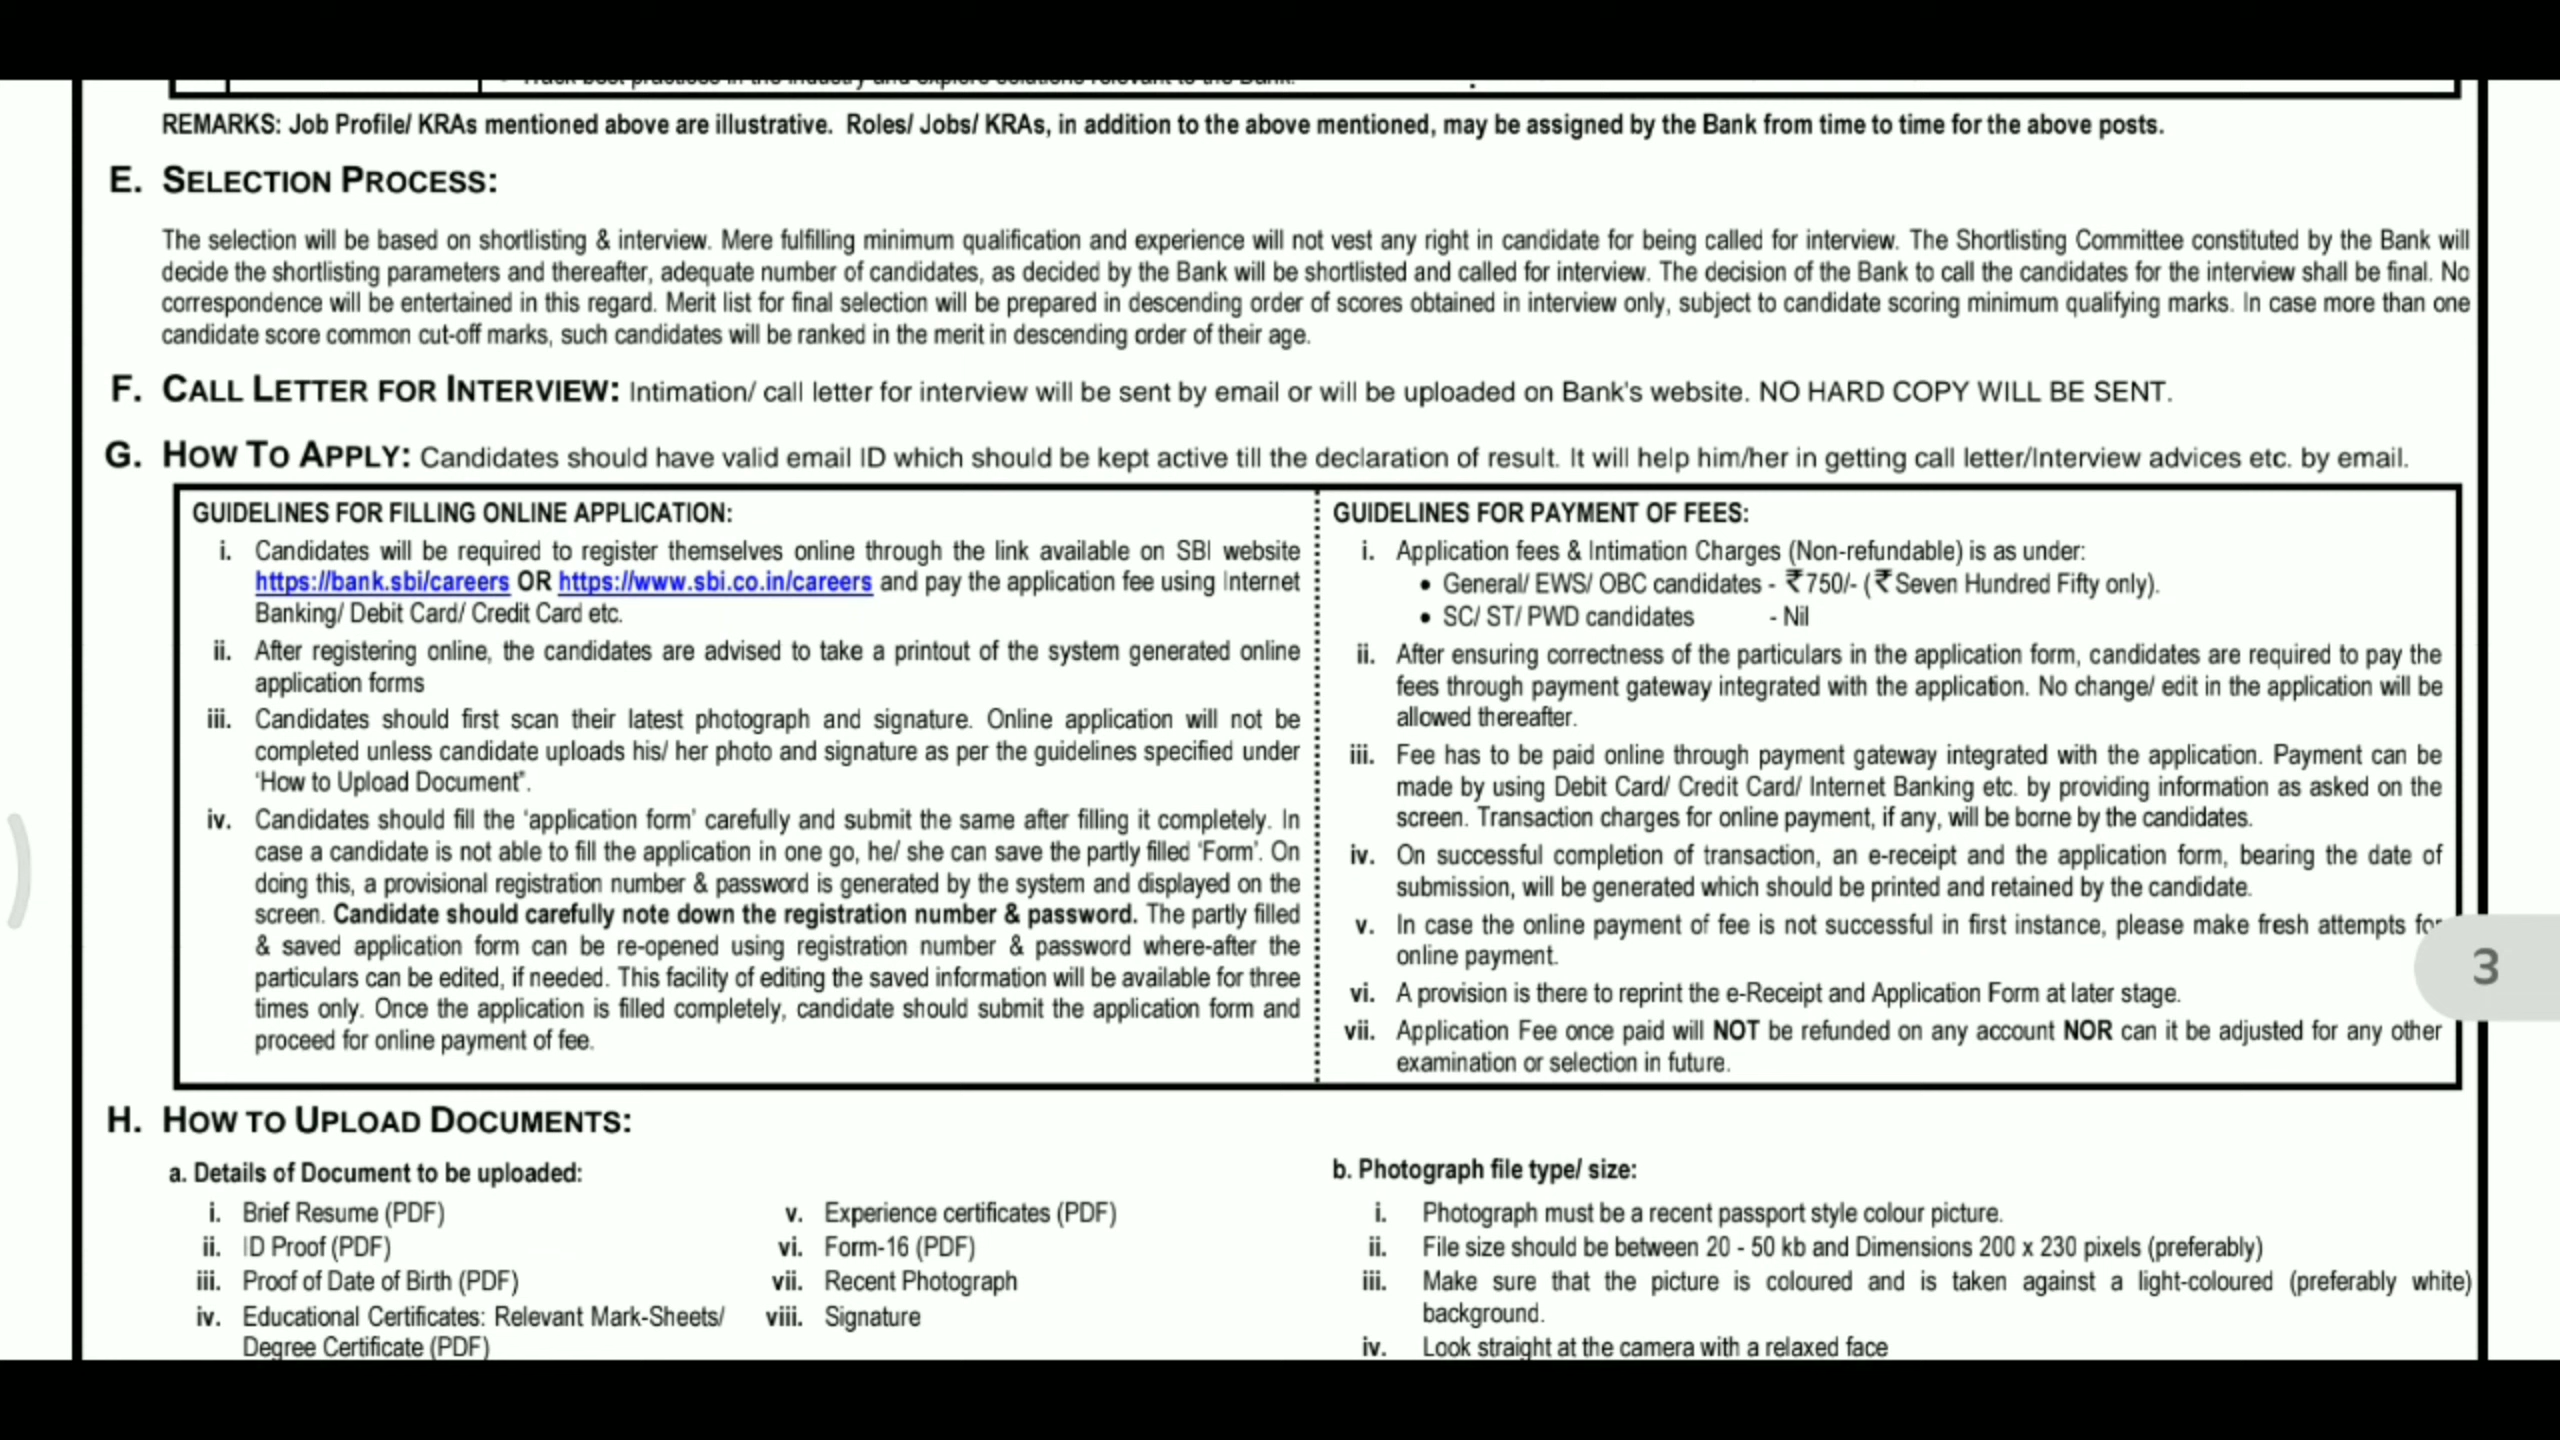 Track best practices in the industry and explore solutions relevant to the Bank.
REMARKS: Job Profile/ KRAs mentioned above are illustrative. Roles/ Jobs/ KRAs, in addition to the above mentioned, may be assigned by the Bank from time to time for the above posts.
E. SELECTION PROCESS:
The selection will be based on shortlisting & interview. Mere fulfilling minimum qualification and experience will not vest any right in candidate for being called for interview. The Shortlisting Committee constituted by the Bank will
decide the shortlisting parameters and thereafter, adequate number of candidates, as decided by the Bank will be shortlisted and called for interview. The decision of the Bank to call the candidates for the interview shall be final. No
correspondence will be entertained in this regard. Merit list for final selection will be prepared in descending order of scores obtained in interview only, subject to candidate scoring minimum qualifying marks. In case more than one
candidate score common cut-off marks, such candidates will be ranked in the merit in descending order of their age.
F. CALL LETTER FOR INTERVIEW: Intimation/ call letter for interview will be sent by email or will be uploaded on Bank's website. NO HARD COPY WILL BE SENT.
G. HOW TO APPLY: Candidates should have valid email ID which should be kept active till the declaration of result. It will help him/her in getting call letter/Interview advices etc. by email.
GUIDELINES FOR FILLING ONLINE APPLICATION:
i. Candidates will be required to register themselves online through the link available on SBI website
https://bank.sbi/careers OR https://www.sbi.co.in/careers and pay the application fee using Internet
Banking/ Debit Card/ Credit Card etc.
ii. After registering online, the candidates are advised to take a printout of the system generated online
application forms
iii. Candidates should first scan their latest photograph and signature. Online application will not be
completed unless candidate uploads his/ her photo and signature as per the guidelines specified under
'How to Upload Document".
iv. Candidates should fill the 'application form' carefully and submit the same after filling it completely. In
case a candidate is not able to fill the application in one go, he/ she can save the partly filled 'Form'. On
doing this, a provisional registration number & password is generated by the system and displayed on the
screen. Candidate should carefully note down the registration number & password. The partly filled
& saved application form can be re-opened using registration number & password where-after the
particulars can be edited, if needed. This facility of editing the saved information will be available for three
times only. Once the application is filled completely, candidate should submit the application form and
proceed for online payment of fee.
GUIDELINES FOR PAYMENT OF FEES:
i. Application fees & Intimation Charges (Non-refundable) is as under:
• General/ EWS/ OBC candidates - ₹750/- (₹Seven Hundred Fifty only).
• SC/ ST/ PWD candidates - Nil
ii. After ensuring correctness of the particulars in the application form, candidates are required to pay the
fees through payment gateway integrated with the application. No change/ edit in the application will be
allowed thereafter.
iii. Fee has to be paid online through payment gateway integrated with the application. Payment can be
made by using Debit Card/ Credit Card/ Internet Banking etc. by providing information as asked on the
screen. Transaction charges for online payment, if any, will be borne by the candidates.
iv. On successful completion of transaction, an e-receipt and the application form, bearing the date of
submission, will be generated which should be printed and retained by the candidate.
v. In case the online payment of fee is not successful in first instance, please make fresh attempts for
online payment.
vi. A provision is there to reprint the e-Receipt and Application Form at later stage.
vii. Application Fee once paid will NOT be refunded on any account NOR can it be adjusted for any other
examination or selection in future.
3
H. HOW TO UPLOAD DOCUMENTS:
a. Details of Document to be uploaded:
i. Brief Resume (PDF)
ii. ID Proof (PDF)
iii. Proof of Date of Birth (PDF)
iv. Educational Certificates: Relevant Mark-Sheets/
Degree Certificate (PDF)
v. Experience certificates (PDF)
vi. Form-16 (PDF)
vii. Recent Photograph
viii. Signature
b. Photograph file type/ size:
i. Photograph must be a recent passport style colour picture.
ii. File size should be between 20 - 50 kb and Dimensions 200 x 230 pixels (preferably)
iii. Make sure that the picture is coloured and is taken against a light-coloured (preferably white)
background.
iv. Look straight at the camera with a relaxed face